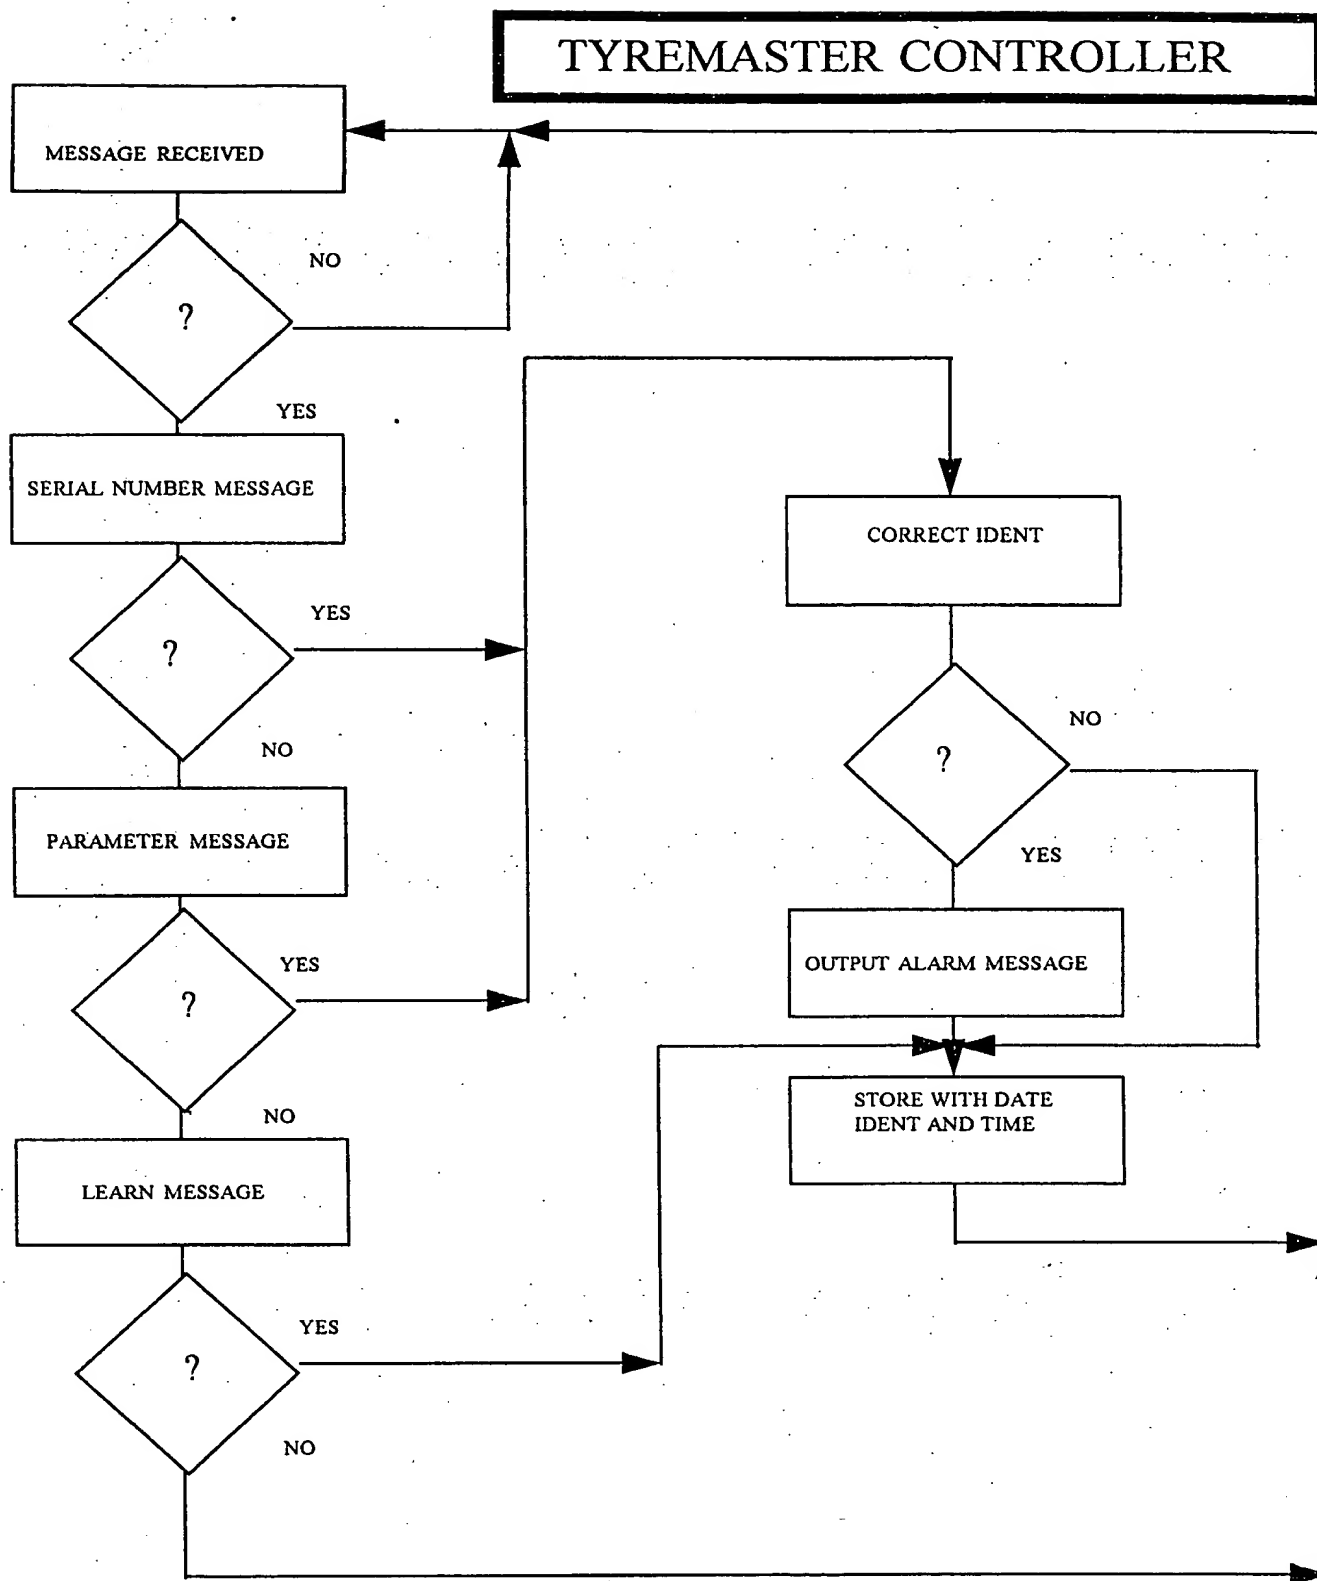 TYREMASTER CONTROLLER
MESSAGE RECEIVED
NO
?
YES
SERIAL NUMBER MESSAGE
YES
?
NO
PARAMETER MESSAGE
YES
?
NO
LEARN MESSAGE
YES
?
NO
CORRECT IDENT
NO
?
YES
OUTPUT ALARM MESSAGE
STORE WITH DATE
IDENT AND TIME